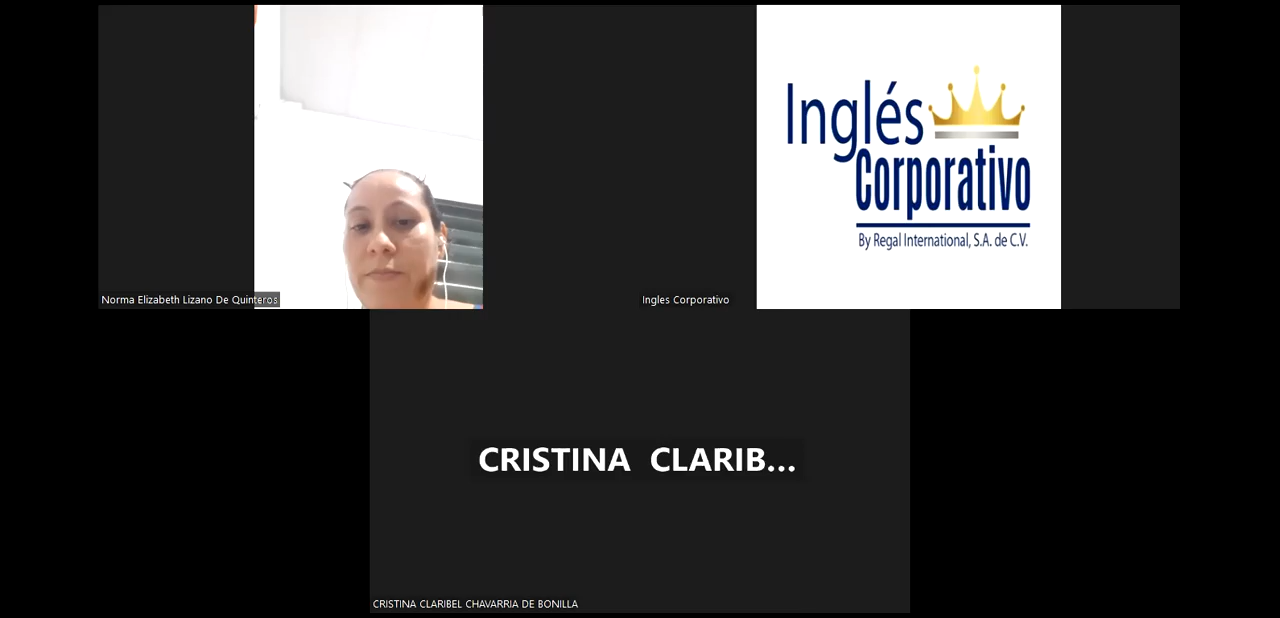 Inglés
Corporativo
By Regal International, S.A. de C.V.
Norma Elizabeth Lizano De Quinteros
Ingles Corporativo
CRISTINA CLARIB...
CRISTINA CLARIBEL CHAVARRIA DE BONILLA